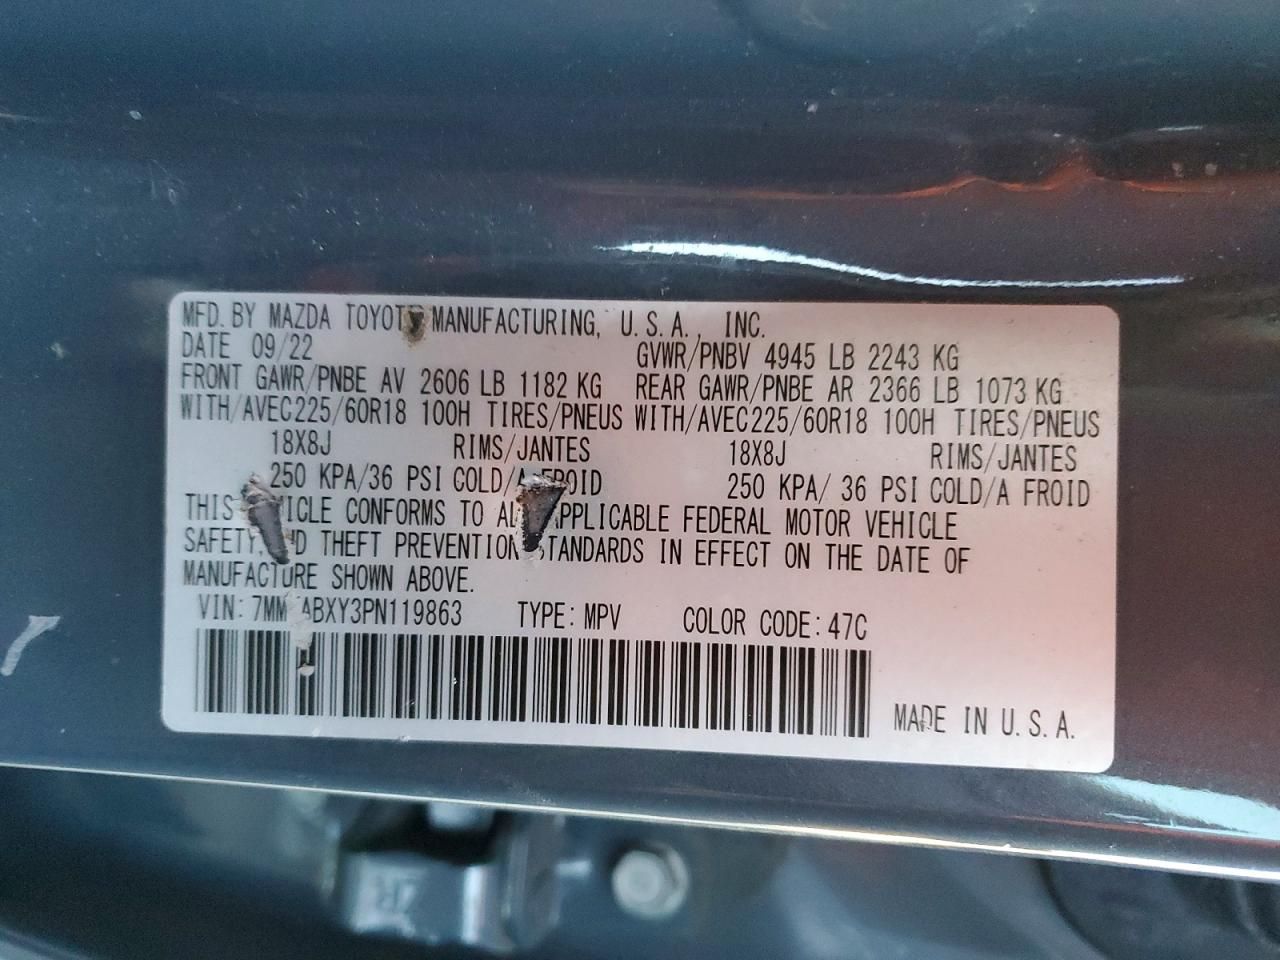 MFD. BY MAZDA TOYOTA MANUFACTURING, U.S.A., INC.
DATE 09/22 GVWR/PNBV 4945 LB 2243 KG
FRONT GAWR/PNBE AV 2606 LB 1182 KG REAR GAWR/PNBE AR 2366 LB 1073 KG
WITH/AVEC225/60R18 100H TIRES/PNEUS WITH/AVEC225/60R18 100H TIRES/PNEUS
18X8J RIMS/JANTES 18X8J RIMS/JANTES
250 KPA/36 PSI COLD/A FROID 250 KPA/ 36 PSI COLD/A FROID
THIS VEHICLE CONFORMS TO ALL APPLICABLE FEDERAL MOTOR VEHICLE
SAFETY, AND THEFT PREVENTION STANDARDS IN EFFECT ON THE DATE OF
MANUFACTURE SHOWN ABOVE.
VIN: TYPE: MPV COLOR CODE: 47C
MADE IN U.S.A.